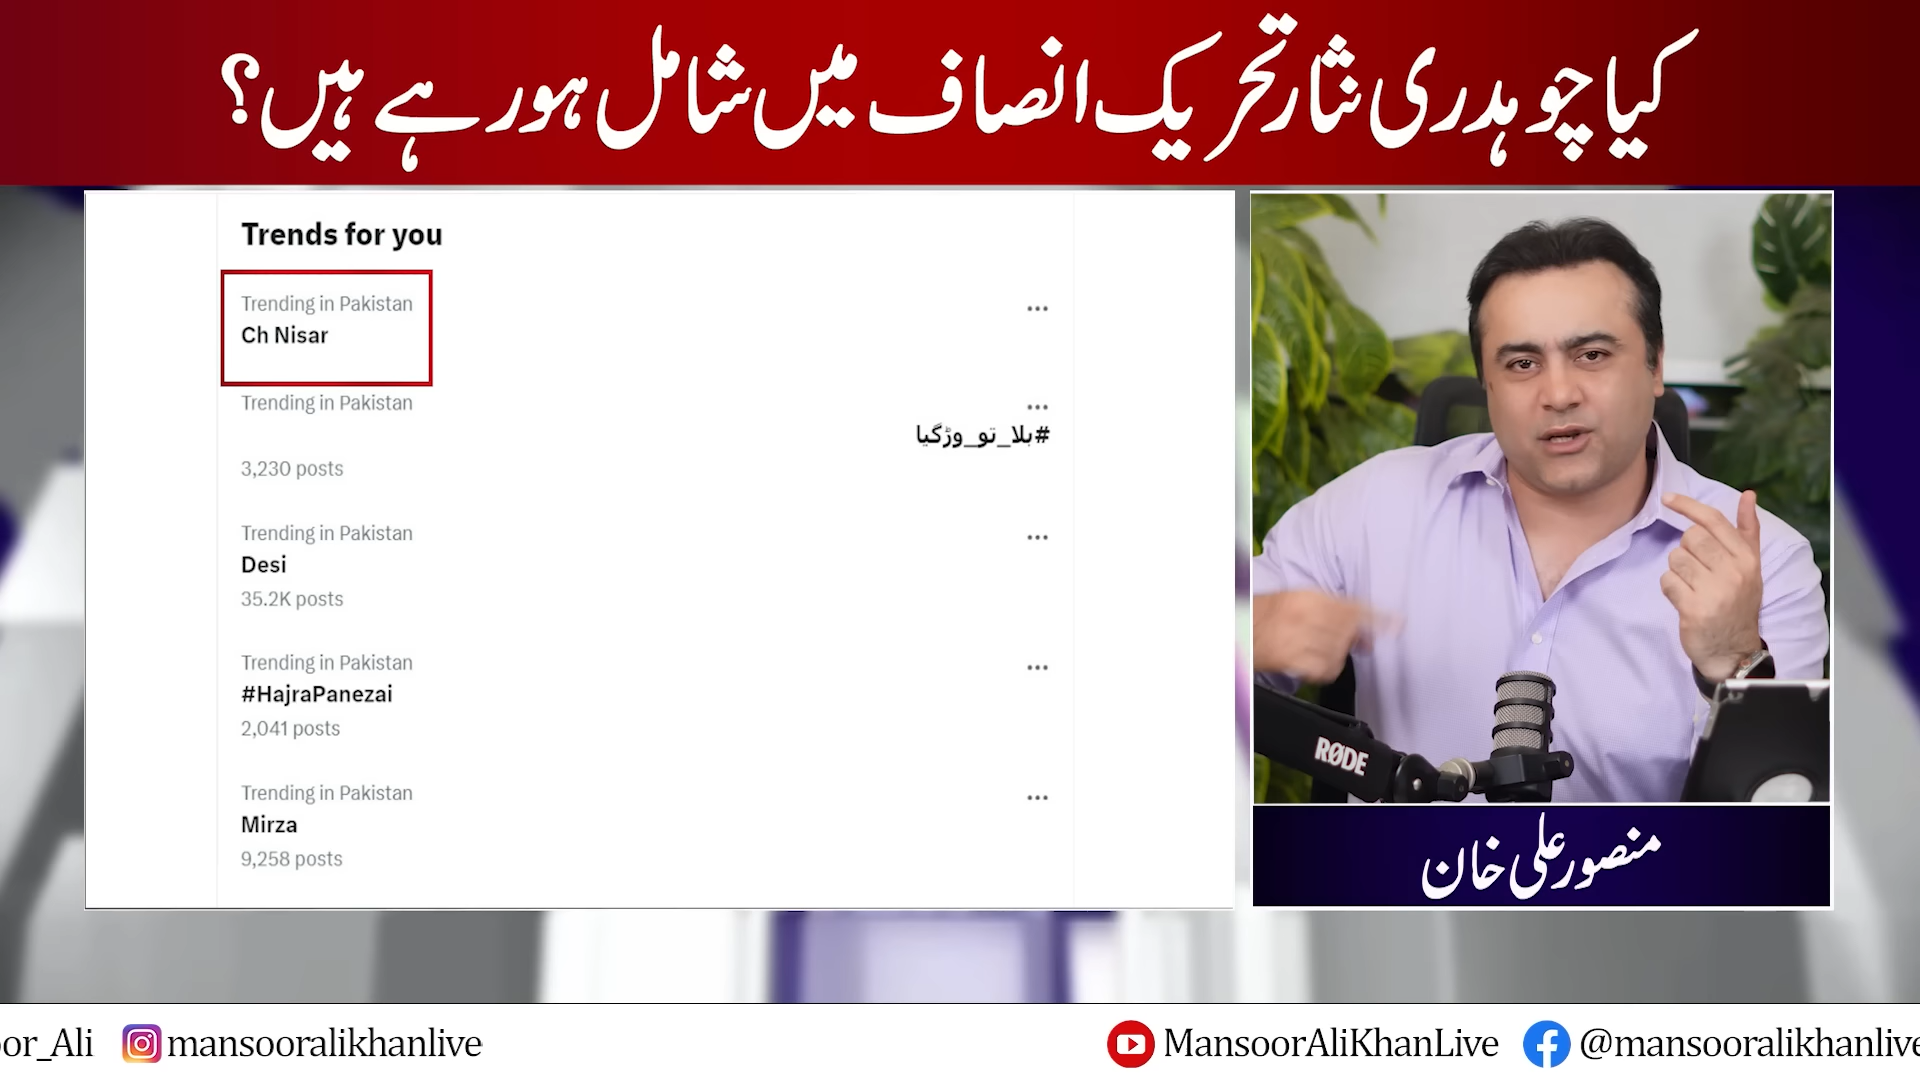 کیا چوہدری نثار تحریک انصاف میں شامل ہو رہے ہیں؟
Trends for you
Trending in Pakistan
Ch Nisar
Trending in Pakistan
#بلا_تو_وڑگیا
3,230 posts
Trending in Pakistan
Desi
35.2K posts
Trending in Pakistan
#HajraPanezai
2,041 posts
Trending in Pakistan
Mirza
9,258 posts
RØDE
منصور علی خان
oor_Ali mansooralikhanlive MansoorAliKhanLive @mansooralikhanlive